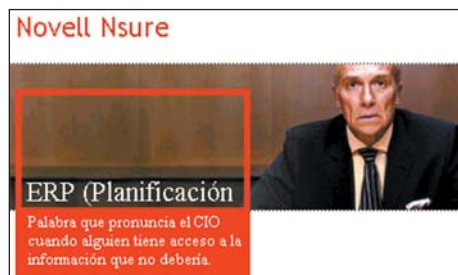 Novell Nsure
ERP (Planificación
Palabra que pronuncia el CIO
cuando alguien tiene acceso a la
información que no debería.